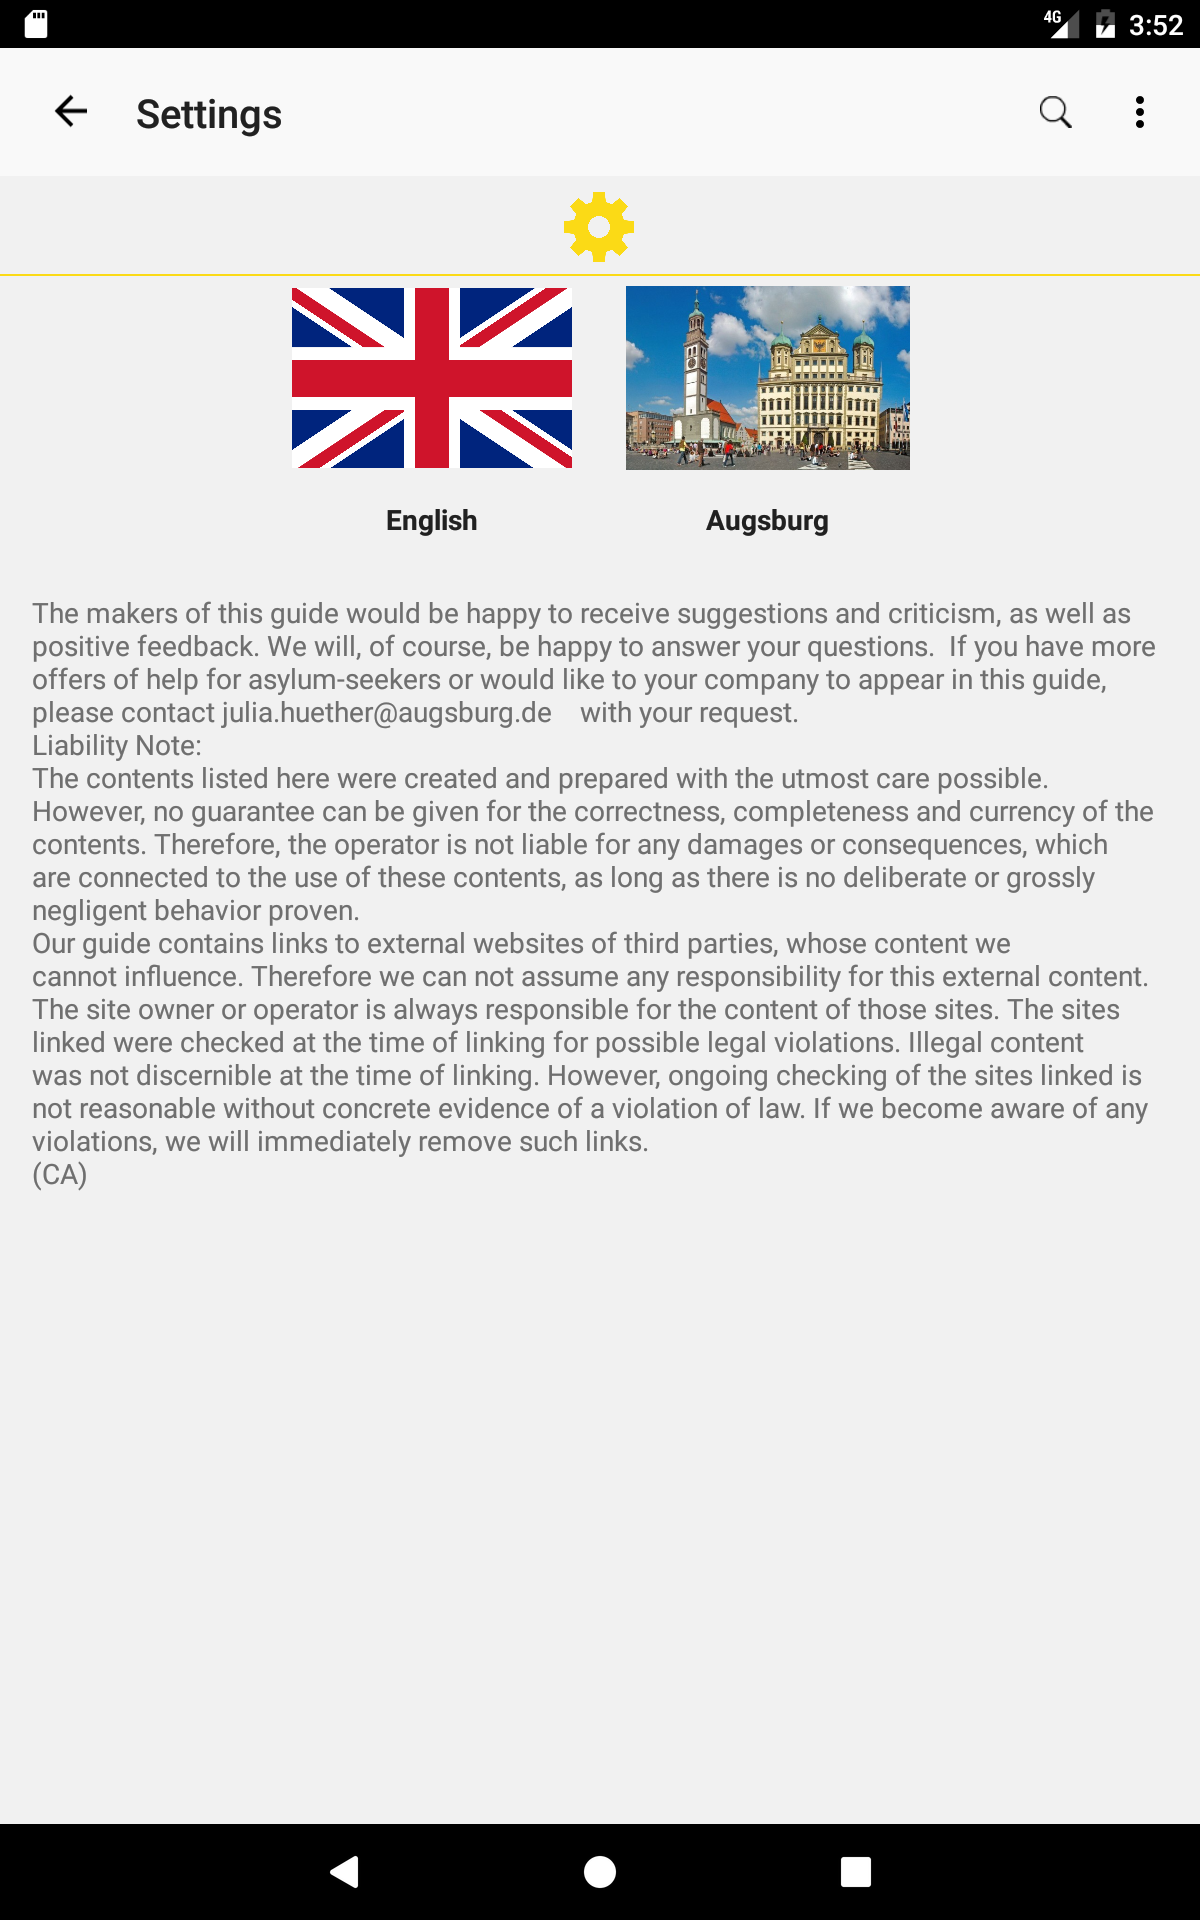 4G 3:52
Settings
English Augsburg
The makers of this guide would be happy to receive suggestions and criticism, as well as
positive feedback. We will, of course, be happy to answer your questions.  If you have more
offers of help for asylum-seekers or would like to your company to appear in this guide,
please contact julia.huether@augsburg.de    with your request.
Liability Note:
The contents listed here were created and prepared with the utmost care possible.
However, no guarantee can be given for the correctness, completeness and currency of the
contents. Therefore, the operator is not liable for any damages or consequences, which
are connected to the use of these contents, as long as there is no deliberate or grossly
negligent behavior proven.
Our guide contains links to external websites of third parties, whose content we
cannot influence. Therefore we can not assume any responsibility for this external content.
The site owner or operator is always responsible for the content of those sites. The sites
linked were checked at the time of linking for possible legal violations. Illegal content
was not discernible at the time of linking. However, ongoing checking of the sites linked is
not reasonable without concrete evidence of a violation of law. If we become aware of any
violations, we will immediately remove such links.
(CA)